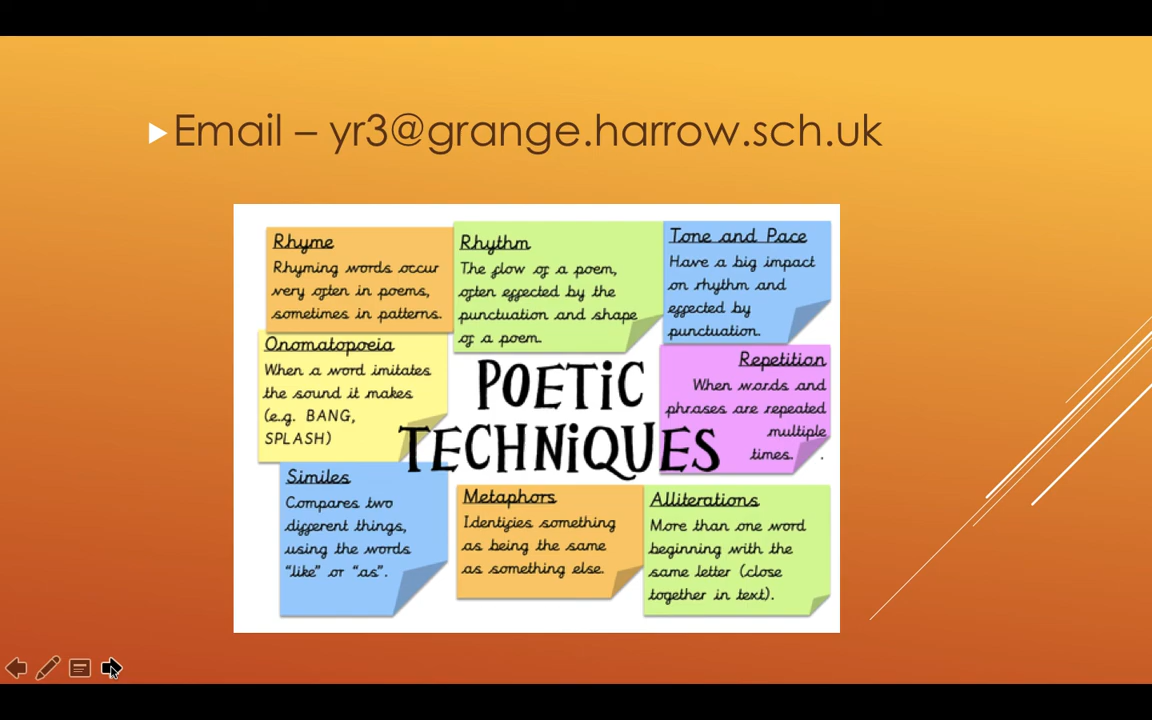 Email – yr3@grange.harrow.sch.uk
Rhyme
Rhyming words occur
very often in poems,
sometimes in patterns.
Rhythm
The flow of a poem,
often effected by the
punctuation and shape
of a poem.
Tone and Pace
Have a big impact
on rhythm and
effected by
punctuation.
Onomatopoeia
When a word imitates
the sound it makes
(e.g. BANG,
SPLASH)
POETIC
TECHNIQUES
Repetition
When words and
phrases are repeated
multiple
times. .
Similes
Compares two
different things,
using the words
“like” or “as”.
Metaphors
Identifies something
as being the same
as something else.
Alliterations
More than one word
beginning with the
same letter (close
together in text).